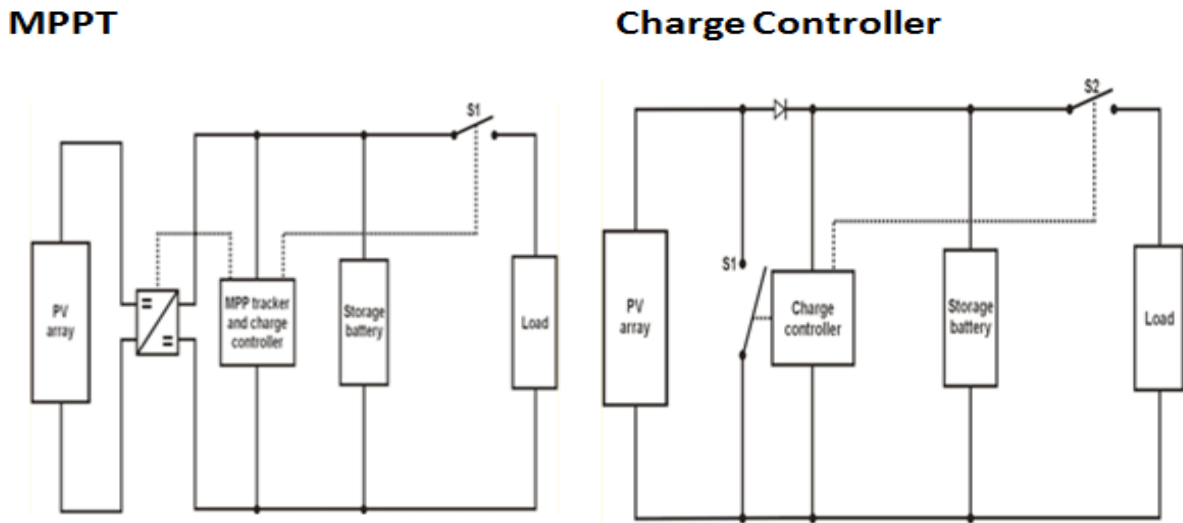 MPPT
S1
PV
array
MPP tracker
and charge
controller
Storage
battery
Load
Charge Controller
S2
S1
PV
array
Charge
controller
Storage
battery
Load